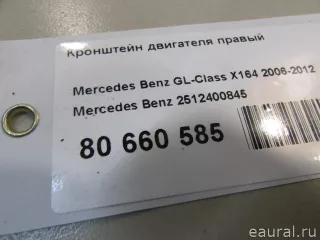 Кронштейн двигателя правый
Mercedes Benz GL-Class X164 2006-2012
Mercedes Benz 2512400845
80 660 585
eaural.ru